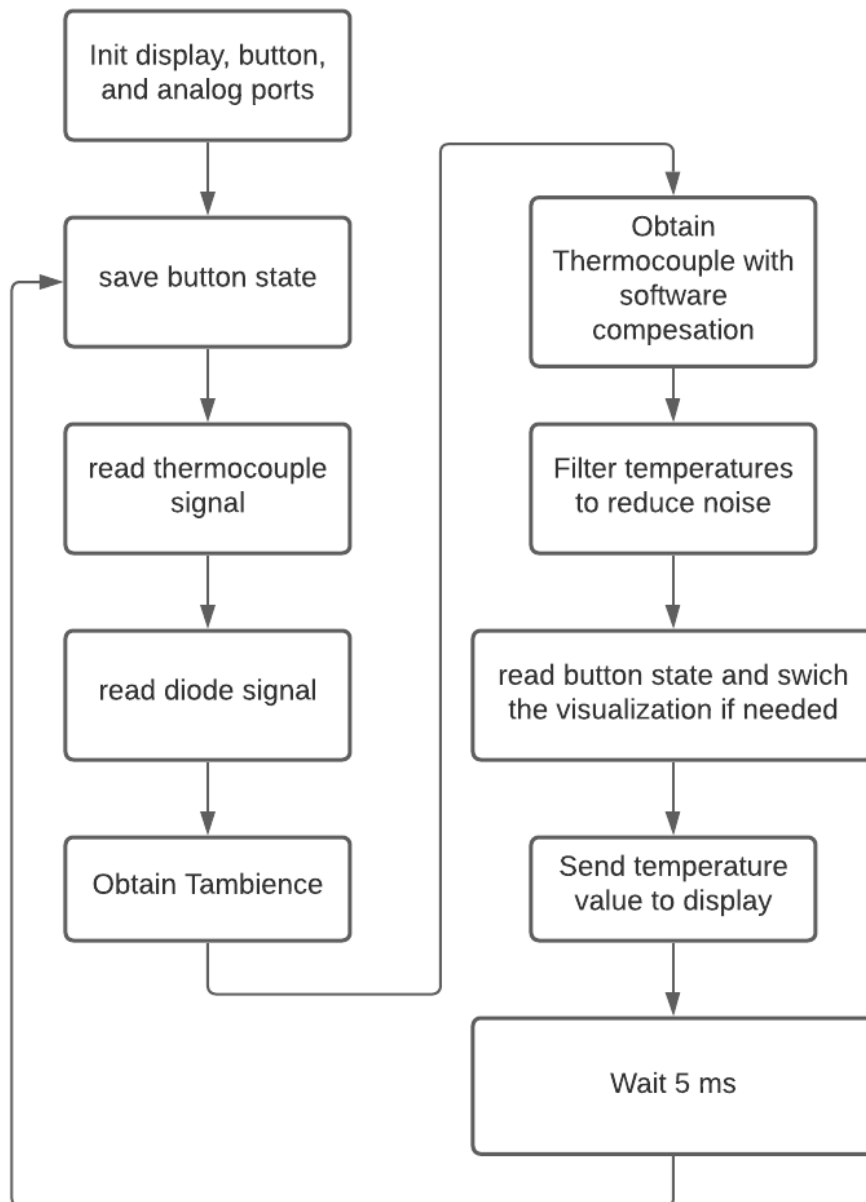 Init display, button,
and analog ports
save button state
read thermocouple
signal
read diode signal
Obtain Tambience
Obtain
Thermocouple with
software
compesation
Filter temperatures
to reduce noise
read button state and swich
the visualization if needed
Send temperature
value to display
Wait 5 ms